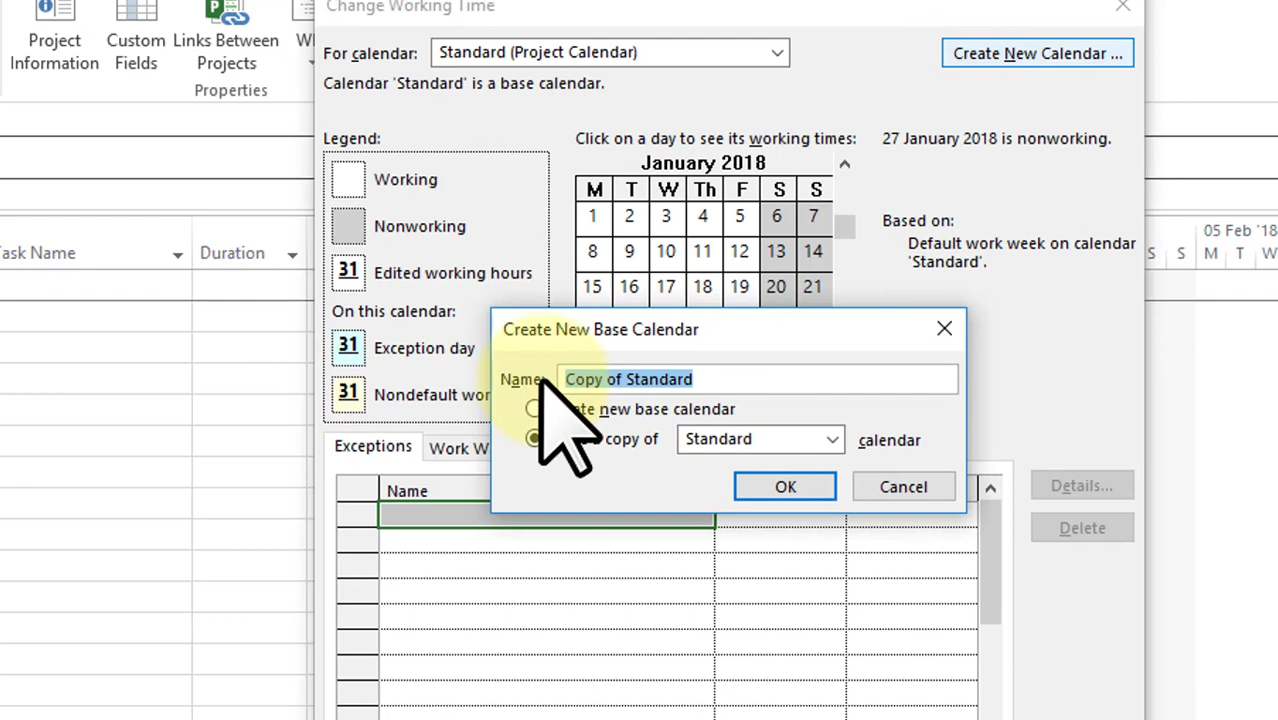 Change Working Time
Project
Information
Custom
Fields
Links Between
Projects
Properties
For calendar:
Standard (Project Calendar)
Create New Calendar ...
Calendar 'Standard' is a base calendar.
Legend:
Click on a day to see its working times:
27 January 2018 is nonworking.
Working
Nonworking
31 Edited working hours
On this calendar:
31 Exception day
31
January 2018
M T W Th F S S
1 2 3 4 5 6 7
8 9 10 11 12 13 14
15 16 17 18 19 20 21
Based on:
Default work week on calendar
'Standard'.
Task Name
Duration
05 Feb '18
S S M T W
Create New Base Calendar
Name:
Copy of Standard
new base calendar
copy of
Standard
calendar
OK
Cancel
Exceptions
Work
Name
Details...
Delete